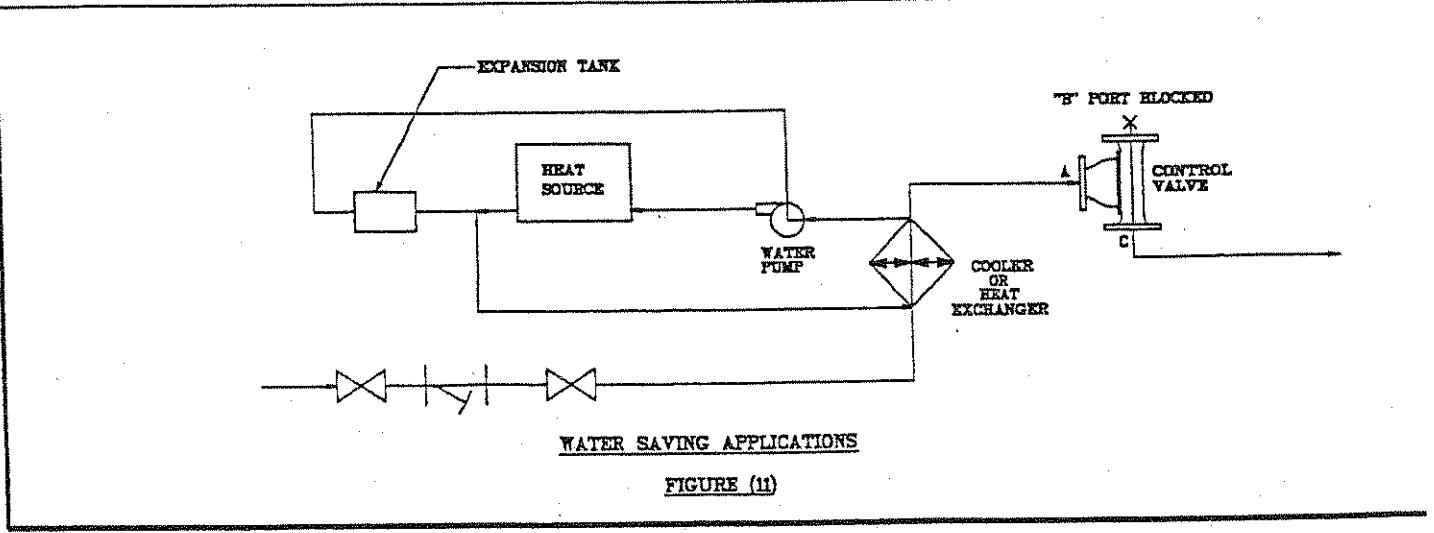 EXPANSION TANK
"B" PORT BLOCKED
HEAT
SOURCE
A
CONTROL
VALVE
C
WATER
PUMP
COOLER
OR
HEAT
EXCHANGER
WATER SAVING APPLICATIONS
FIGURE (11)